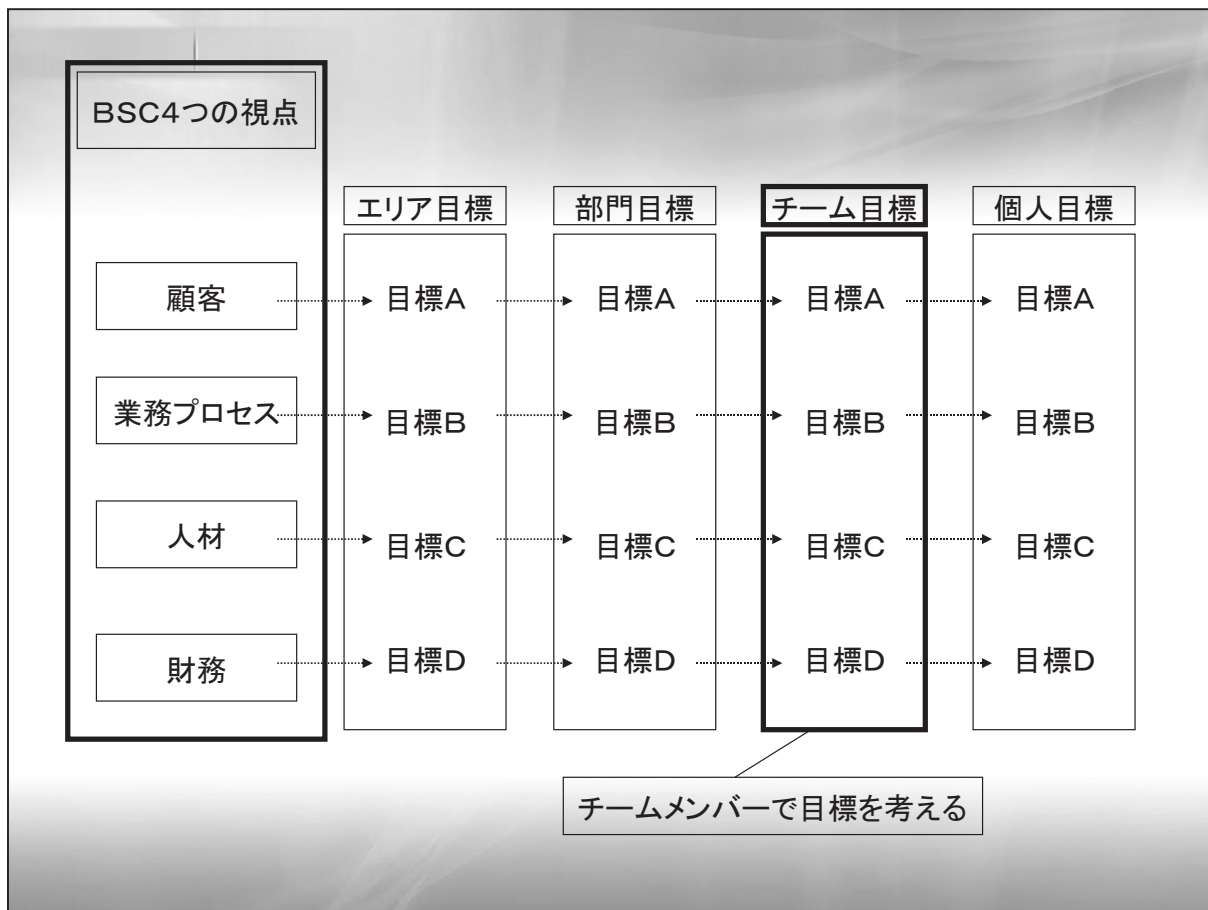 BSC4つの視点
エリア目標 部門目標 チーム目標 個人目標
顧客 目標A 目標A 目標A 目標A
業務プロセス 目標B 目標B 目標B 目標B
人材 目標C 目標C 目標C 目標C
財務 目標D 目標D 目標D 目標D
チームメンバーで目標を考える